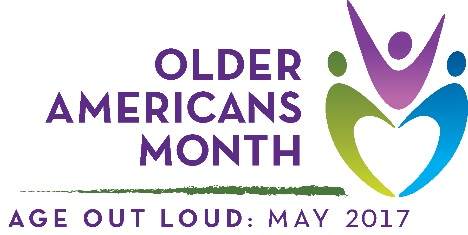 OLDER
AMERICANS
MONTH
AGE OUT LOUD: MAY 2017